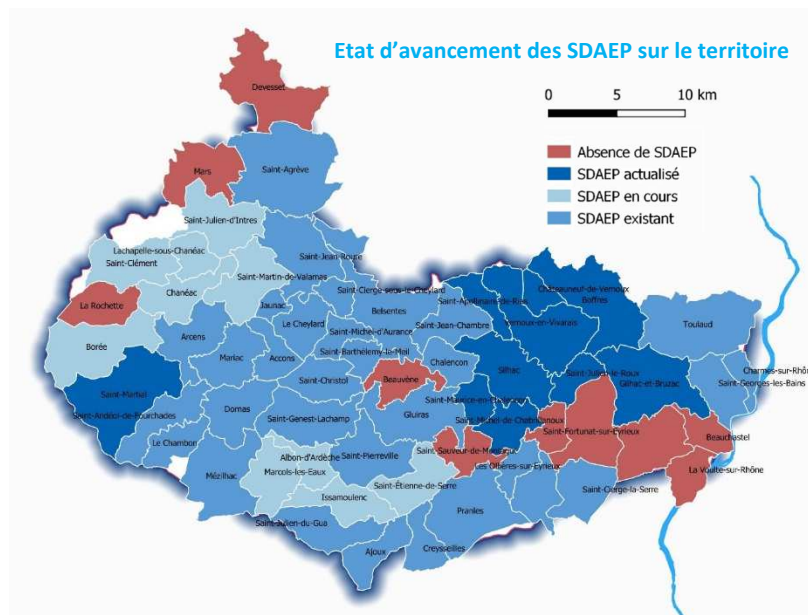 Etat d’avancement des SDAEP sur le territoire
0 5 10 km
Absence de SDAEP
SDAEP actualisé
SDAEP en cours
SDAEP existant
Devesset
Mars
Saint-Agrève
Saint-Julien-d'Intres
Lachapelle-sous-Chanéac
Saint-Clément
Saint-Jean-Roure
Saint-Martin-de-Valamas
Chanéac
La Rochette
Saint-Cierge-sous-le-Cheylard
Jaunac
Belsentes
Saint-Apollinaire-de-Rias
Châteauneuf-de-Vernoux
Boffres
Le Cheylard
Saint-Jean-Chambre
Vernoux-en-Vivarais
Toulaud
Arcens
Saint-Michel-d'Aurance
Borée
Mariac
Accons
Saint-Barthélemy-le-Meil
Chalencon
Silhac
Charmes-sur-Rhône
Saint-Julien-le-Roux
Gilhac-et-Bruzac
Saint-Georges-les-Bains
Saint-Christol
Beauvène
Saint-Martial
Saint-Maurice-en-Chalencon
Saint-Andéol-de-Fourchades
Dornas
Saint-Genest-Lachamp
Gluiras
Saint-Michel-de-Chabrillanoux
Saint-Fortunat-sur-Eyrieux
Beauchastel
Le Chambon
Saint-Sauveur-de-Montagut
Albon-d'Ardèche
Saint-Pierreville
Les Ollières-sur-Eyrieux
La Voulte-sur-Rhône
Marcols-les-Eaux
Mézilhac
Saint-Étienne-de-Serre
Issamoulenc
Saint-Cierge-la-Serre
Pranles
Saint-Julien-du-Gua
Ajoux
Creysseilles